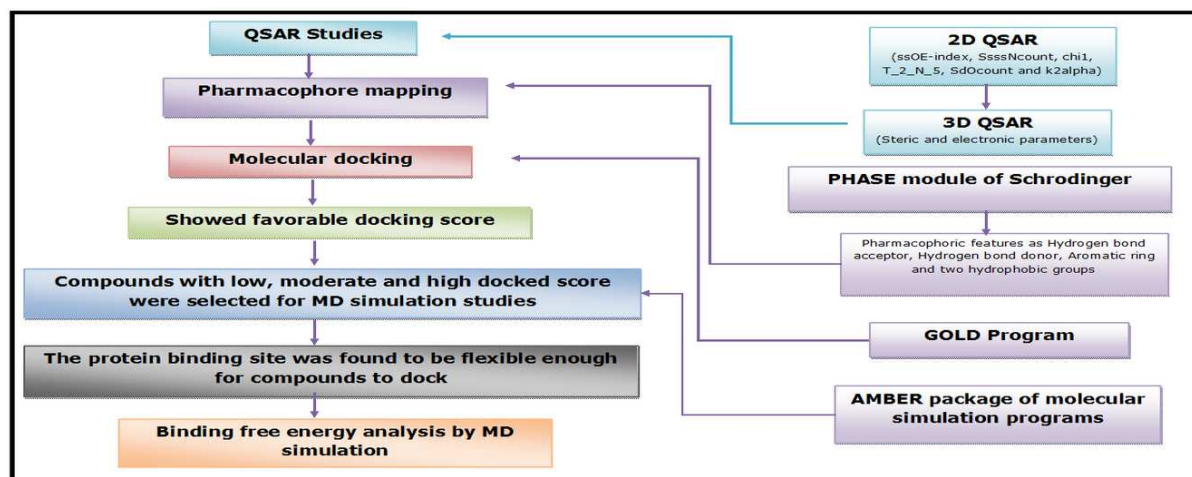 QSAR Studies
Pharmacophore mapping
Molecular docking
Showed favorable docking score
Compounds with low, moderate and high docked score
were selected for MD simulation studies
The protein binding site was found to be flexible enough
for compounds to dock
Binding free energy analysis by MD
simulation
2D QSAR
(ssOE-index, SsssNcount, chi1,
T_2_N_5, SdOcount and k2alpha)
3D QSAR
(Steric and electronic parameters)
PHASE module of Schrodinger
Pharmacophoric features as Hydrogen bond
acceptor, Hydrogen bond donor, Aromatic ring
and two hydrophobic groups
GOLD Program
AMBER package of molecular
simulation programs